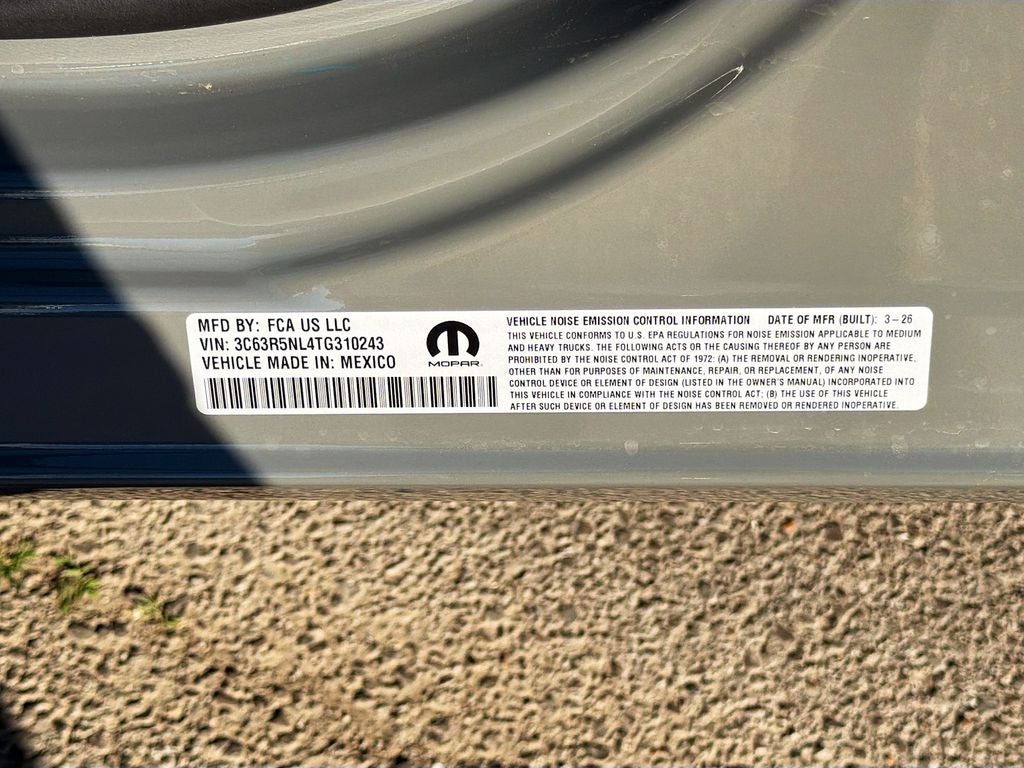 MFD BY: FCA US LLC
VIN: 3C63R5NL4TG310243
VEHICLE MADE IN: MEXICO
MOPAR
VEHICLE NOISE EMISSION CONTROL INFORMATION DATE OF MFR (BUILT): 3-26
THIS VEHICLE CONFORMS TO U.S. EPA REGULATIONS FOR NOISE EMISSION APPLICABLE TO MEDIUM
AND HEAVY TRUCKS. THE FOLLOWING ACTS OR THE CAUSING THEREOF BY ANY PERSON ARE
PROHIBITED BY THE NOISE CONTROL ACT OF 1972: (A) THE REMOVAL OR RENDERING INOPERATIVE,
OTHER THAN FOR PURPOSES OF MAINTENANCE, REPAIR, OR REPLACEMENT, OF ANY NOISE
CONTROL DEVICE OR ELEMENT OF DESIGN (LISTED IN THE OWNER'S MANUAL) INCORPORATED INTO
THIS VEHICLE IN COMPLIANCE WITH THE NOISE CONTROL ACT; (B) THE USE OF THIS VEHICLE
AFTER SUCH DEVICE OR ELEMENT OF DESIGN HAS BEEN REMOVED OR RENDERED INOPERATIVE.